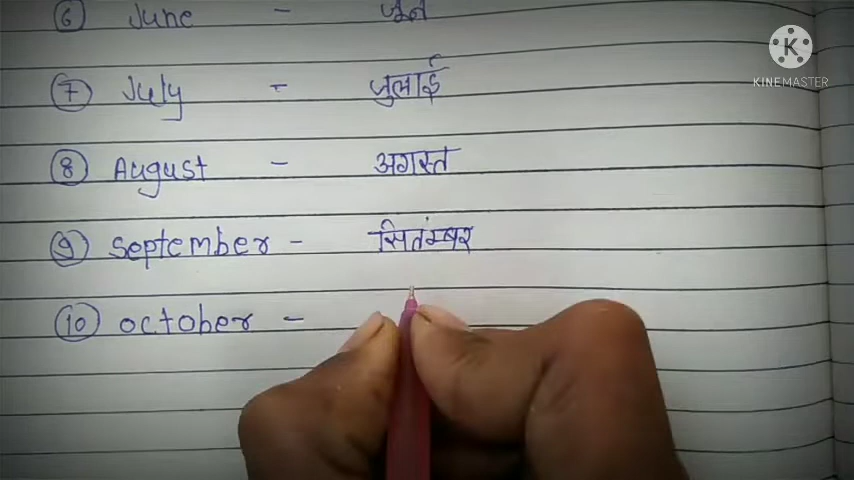 6 June - जून
K
KINEMASTER
7 July - जुलाई
8 August - अगस्त
9 September - सितंम्बर
10 october -